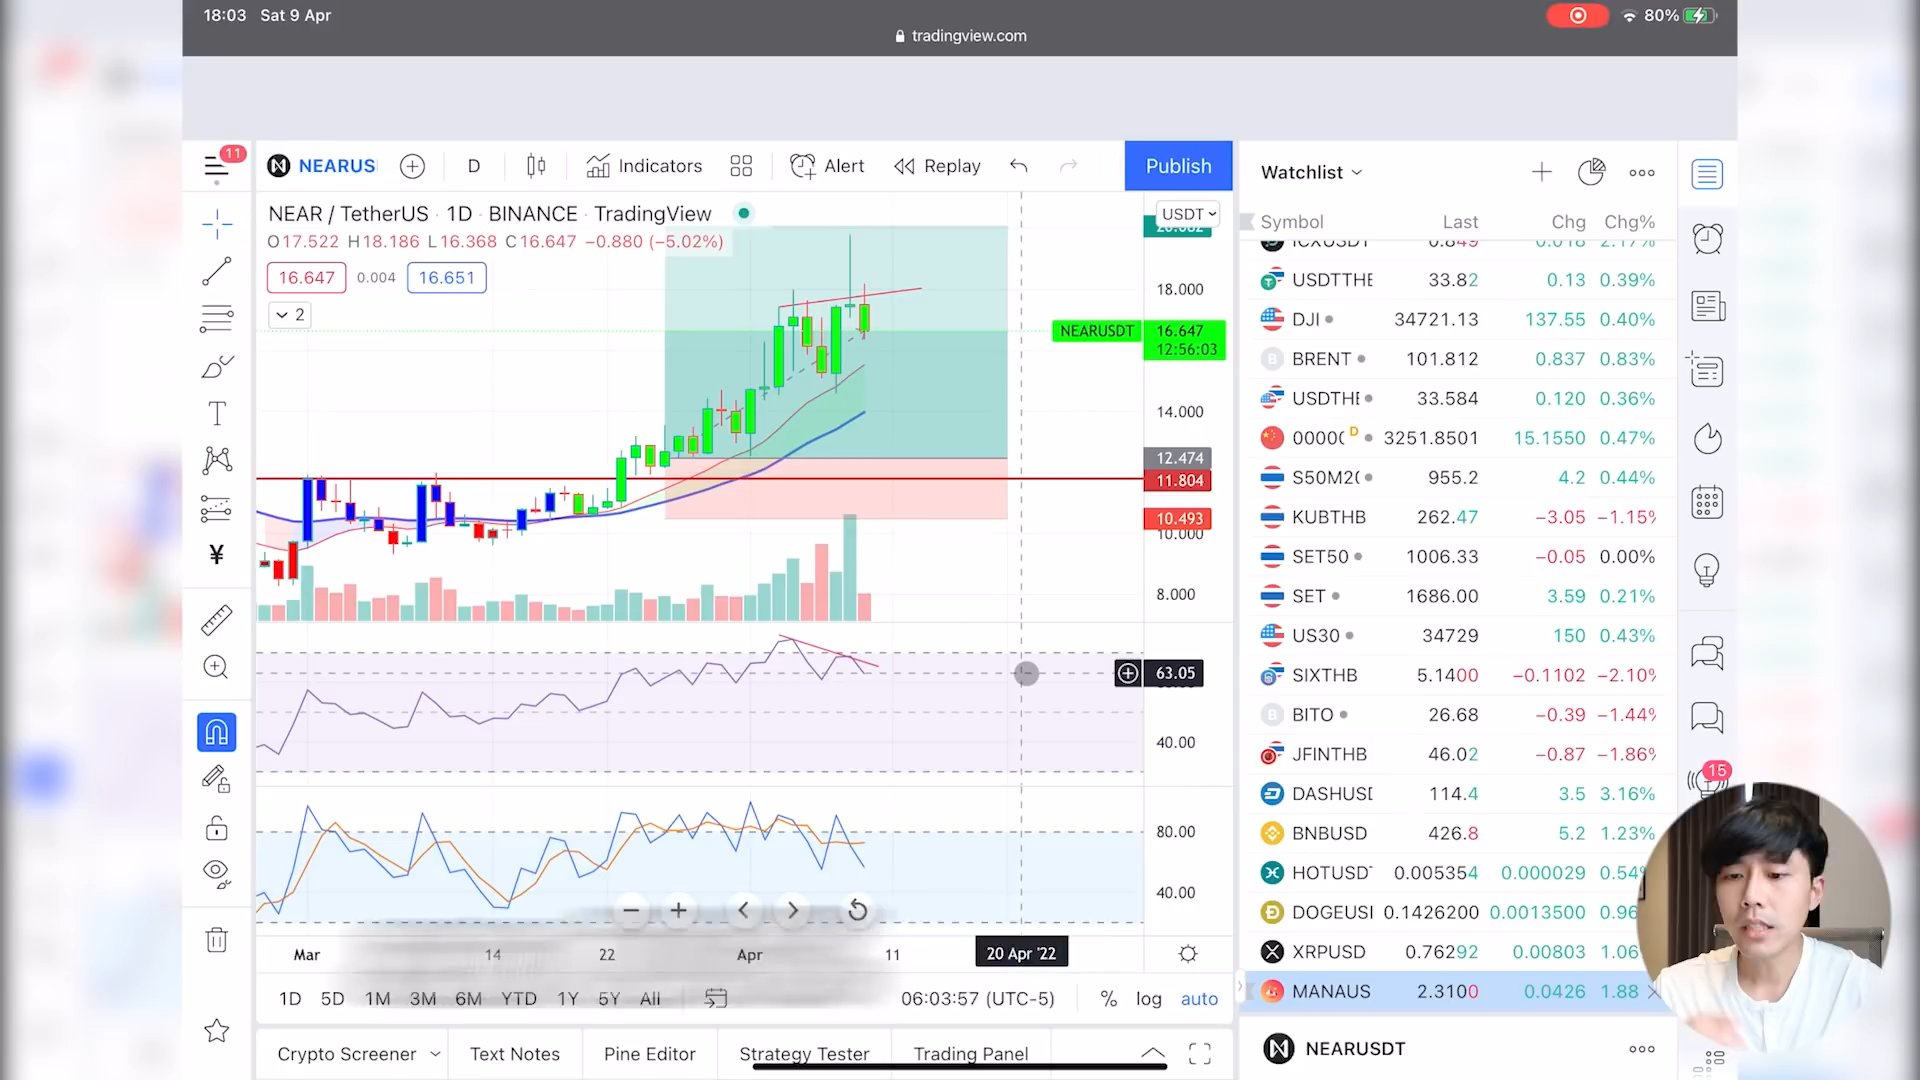 18:03 Sat 9 Apr
80%
tradingview.com
11
NEARUS
D
Indicators
Alert
Replay
Publish
NEAR / TetherUS · 1D · BINANCE · TradingView
O17.522 H18.186 L16.368 C16.647 −0.880 (−5.02%)
16.647 0.004 16.651
2
USDT
18.000
NEARUSDT 16.647
12:56:03
14.000
12.474
11.804
10.493
10.000
8.000
63.05
40.00
80.00
40.00
Mar 14 22 Apr 11 20 Apr '22
1D 5D 1M 3M 6M YTD 1Y 5Y All
06:03:57 (UTC-5) % log auto
Crypto Screener Text Notes Pine Editor Strategy Tester Trading Panel
Watchlist
Symbol Last Chg Chg%
ICXUSDT 0.849 0.018 2.17%
USDTTHE 33.82 0.13 0.39%
DJI 34721.13 137.55 0.40%
BRENT 101.812 0.837 0.83%
USDTHE 33.584 0.120 0.36%
00000 D 3251.8501 15.1550 0.47%
S50M2 955.2 4.2 0.44%
KUBTHB 262.47 −3.05 −1.15%
SET50 1006.33 −0.05 0.00%
SET 1686.00 3.59 0.21%
US30 34729 150 0.43%
SIXTHB 5.1400 −0.1102 −2.10%
BITO 26.68 −0.39 −1.44%
JFINTHB 46.02 −0.87 −1.86%
DASHUSD 114.4 3.5 3.16%
BNBUSD 426.8 5.2 1.23%
HOTUSDT 0.005354 0.000029 0.54
DOGEUSI 0.1426200 0.0013500 0.96
XRPUSD 0.76292 0.00803 1.06
MANAUS 2.3100 0.0426 1.88
NEARUSDT
15